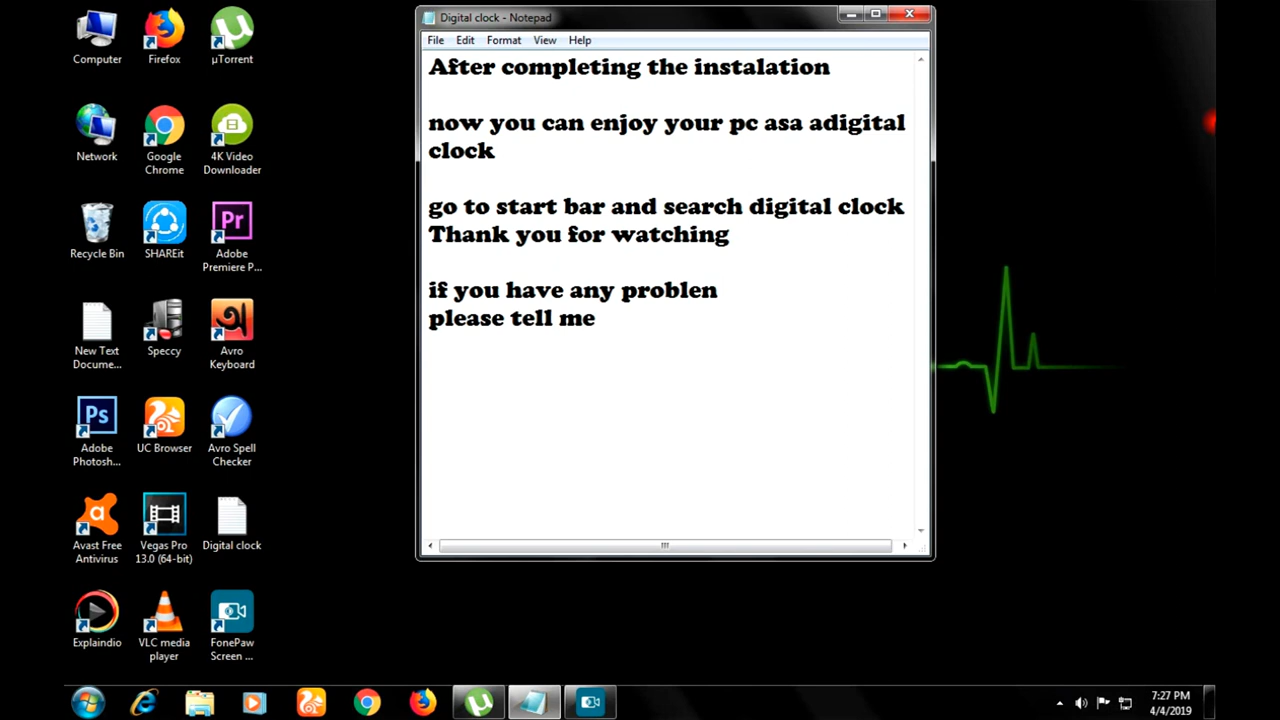 Digital clock - Notepad
File Edit Format View Help
After completing the instalation
now you can enjoy your pc asa adigital
clock
go to start bar and search digital clock
Thank you for watching
if you have any problen
please tell me
Computer
Firefox
µTorrent
Network
Google
Chrome
4K Video
Downloader
Recycle Bin
SHAREit
Adobe
Premiere P...
New Text
Docume...
Speccy
Avro
Keyboard
Adobe
Photosh...
UC Browser
Avro Spell
Checker
Avast Free
Antivirus
Vegas Pro
13.0 (64-bit)
Digital clock
Explaindio
VLC media
player
FonePaw
Screen ...
Pr
অ
Ps
7:27 PM
4/4/2019